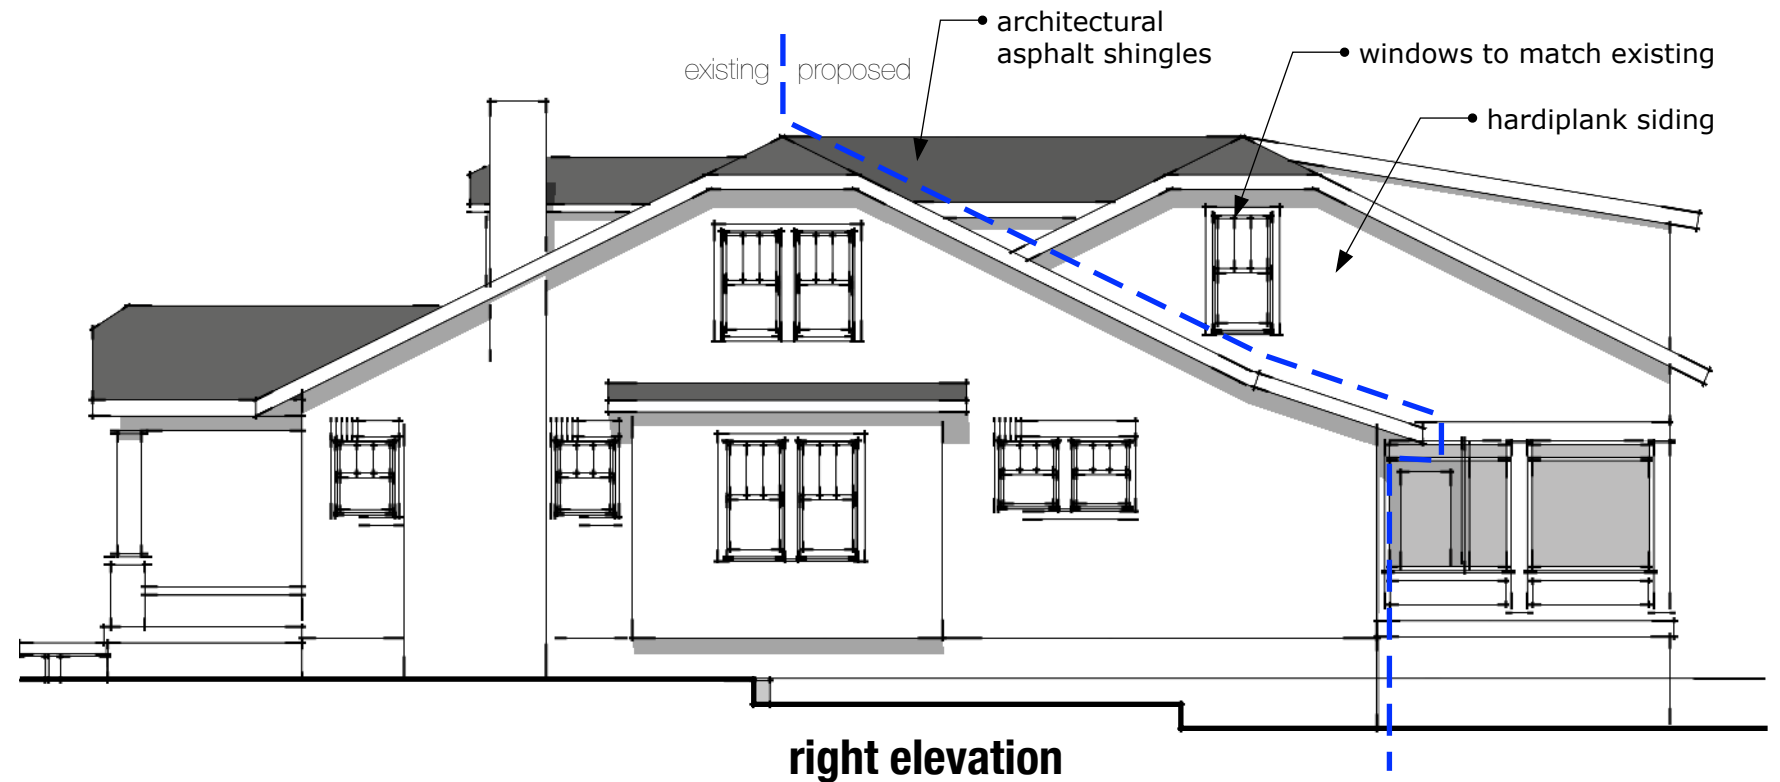 architectural
asphalt shingles
windows to match existing
existing
proposed
hardiplank siding
right elevation